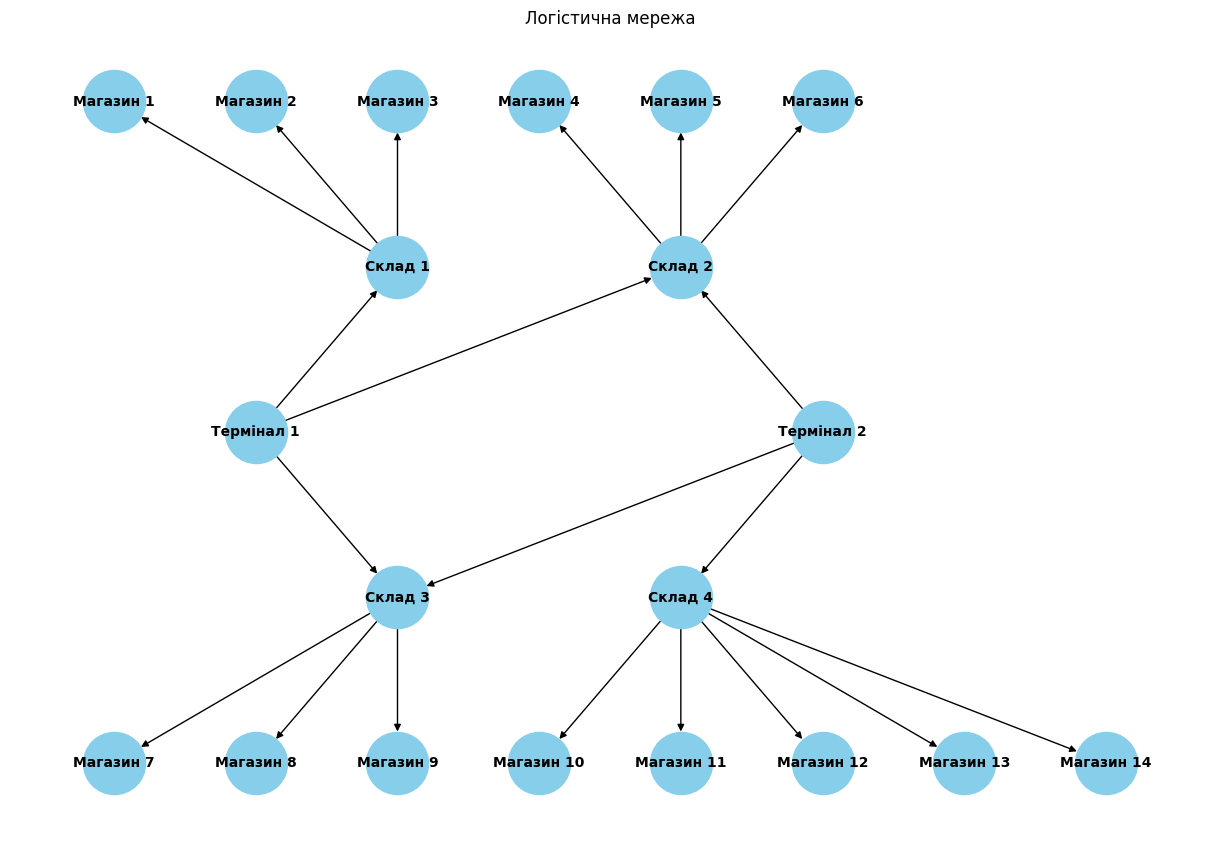 Логістична мережа
Магазин 1
Магазин 2
Магазин 3
Магазин 4
Магазин 5
Магазин 6
Склад 1
Склад 2
Термінал 1
Термінал 2
Склад 3
Склад 4
Магазин 7
Магазин 8
Магазин 9
Магазин 10
Магазин 11
Магазин 12
Магазин 13
Магазин 14